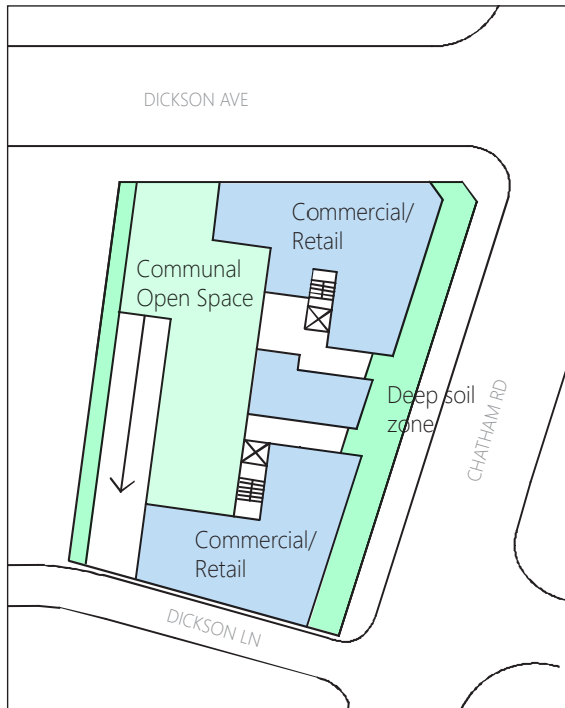 DICKSON AVE
Commercial/
Retail
Communal
Open Space
Deep soil
zone
CHATHAM RD
Commercial/
Retail
DICKSON LN